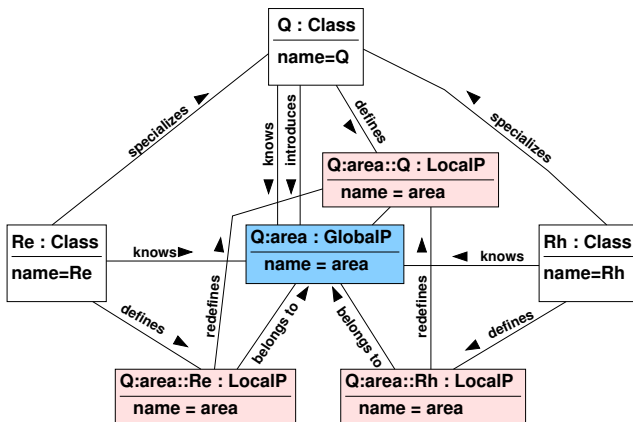 Q : Class
name=Q
specializes
knows
introduces
defines
specializes
Q:area::Q : LocalP
name = area
Re : Class
name=Re
knows
Q:area : GlobalP
name = area
knows
Rh : Class
name=Rh
defines
redefines
belongs to
belongs to
redefines
defines
Q:area::Re : LocalP
name = area
Q:area::Rh : LocalP
name = area